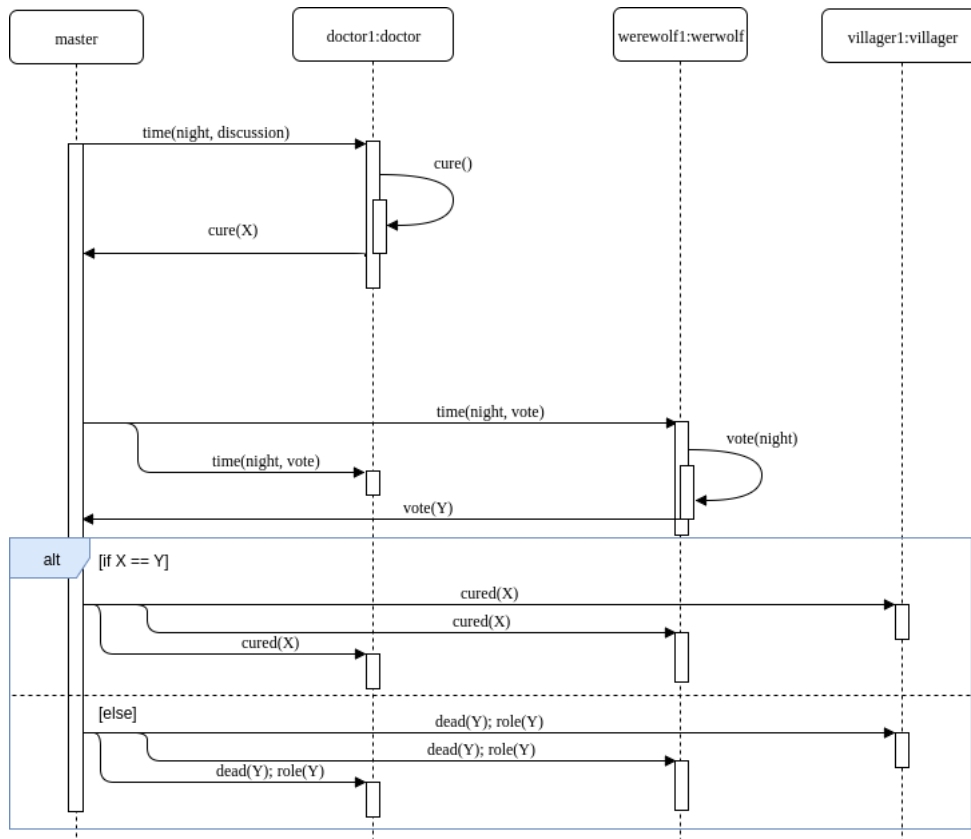 master
doctor1:doctor
werewolf1:werwolf
villager1:villager
time(night, discussion)
cure()
cure(X)
time(night, vote)
vote(night)
time(night, vote)
vote(Y)
alt
[if X == Y]
cured(X)
cured(X)
cured(X)
[else]
dead(Y); role(Y)
dead(Y); role(Y)
dead(Y); role(Y)